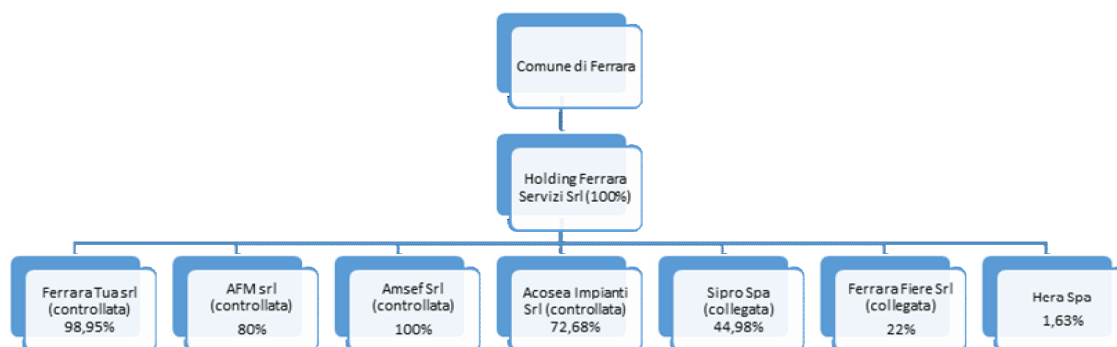 Comune di Ferrara
Holding Ferrara
Servizi Srl (100%)
Ferrara Tua srl
(controllata)
98,95%
AFM srl
(controllata)
80%
Amsef Srl
(controllata)
100%
Acosea Impianti
Srl (controllata)
72,68%
Sipro Spa
(collegata)
44,98%
Ferrara Fiere Srl
(collegata)
22%
Hera Spa
1,63%